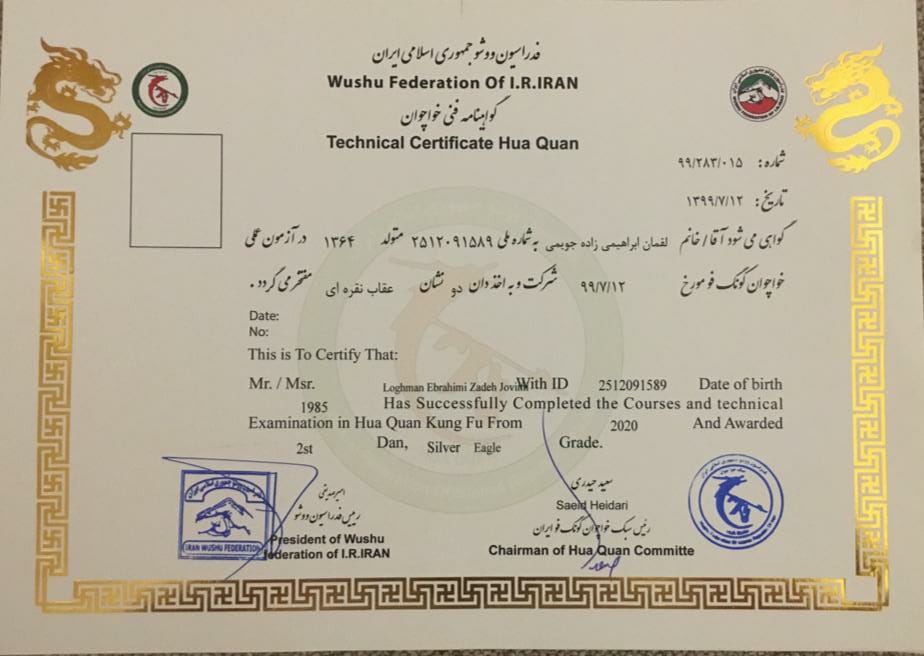 فدراسیون ووشو جمهوری اسلامی ایران
Wushu Federation Of I.R.IRAN
گواهینامه فنی خواچوان
Technical Certificate Hua Quan
شماره: ۹۹/۲۸۳/۰۱۵
تاریخ: ۱۳۹۹/۷/۱۲
گواهی می شود آقا / خانم لقمان ابراهیمی زاده جویمی به شماره ملی ۲۵۱۲۰۹۱۵۸۹ متولد ۱۳۶۴ در آزمون عملی
خواچوان کونگ فو مورخ ۹۹/۷/۱۲ شرکت و به اخذ دان دو نشان عقاب نقره ای مفتخر می گردد.
Date:
No:
This is To Certify That:
Mr. / Msr. Loghman Ebrahimi Zadeh With ID 2512091589 Date of birth
1985 Has Successfully Completed the Courses and technical
Examination in Hua Quan Kung Fu From 2020 And Awarded
2st Dan, Silver Eagle Grade.
سعید حیدری
Saeid Heidari
رئیس سبک خواچوان کونگ فو ایران
Chairman of Hua Quan Committe
رییس فدراسیون ووشو
President of Wushu
federation of I.R.IRAN
IRAN WUSHU FEDERATION